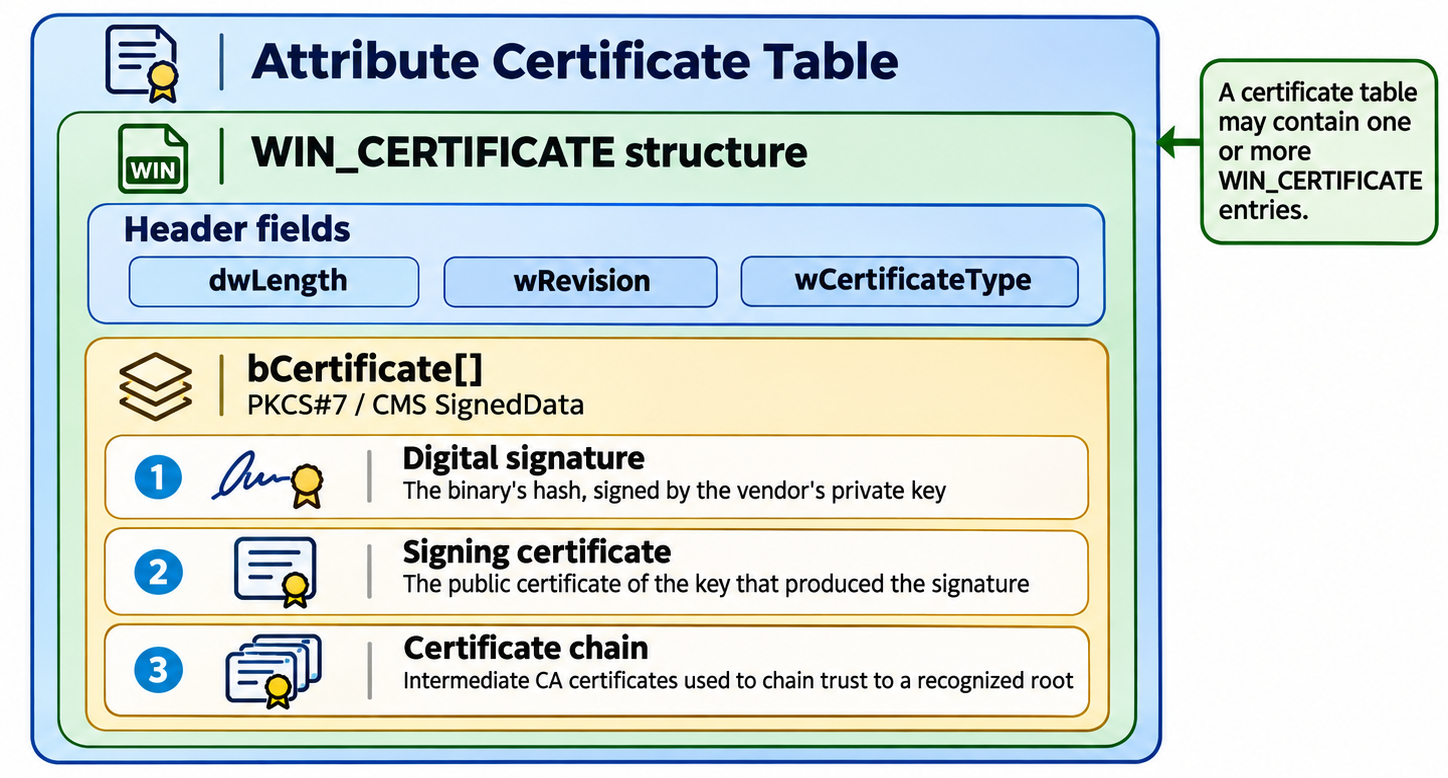 Attribute Certificate Table
WIN
WIN_CERTIFICATE structure
Header fields
dwLength
wRevision
wCertificateType
bCertificate[]
PKCS#7 / CMS SignedData
1
Digital signature
The binary's hash, signed by the vendor's private key
2
Signing certificate
The public certificate of the key that produced the signature
3
Certificate chain
Intermediate CA certificates used to chain trust to a recognized root
A certificate table
may contain one
or more
WIN_CERTIFICATE
entries.